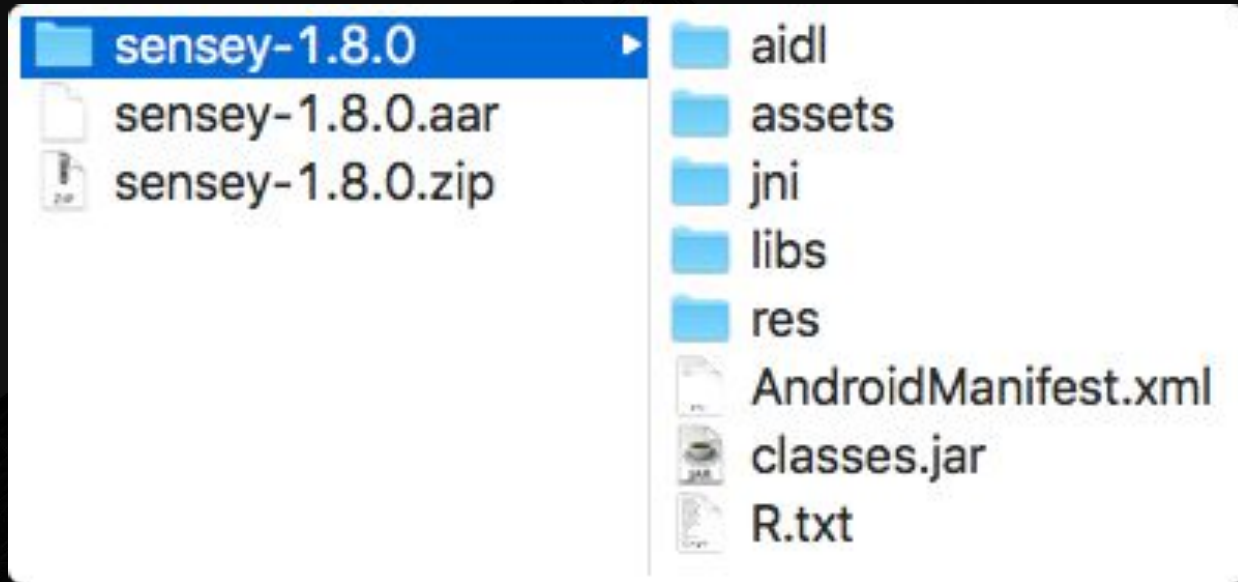 sensey-1.8.0
sensey-1.8.0.aar
sensey-1.8.0.zip
aidl
assets
jni
libs
res
AndroidManifest.xml
classes.jar
R.txt